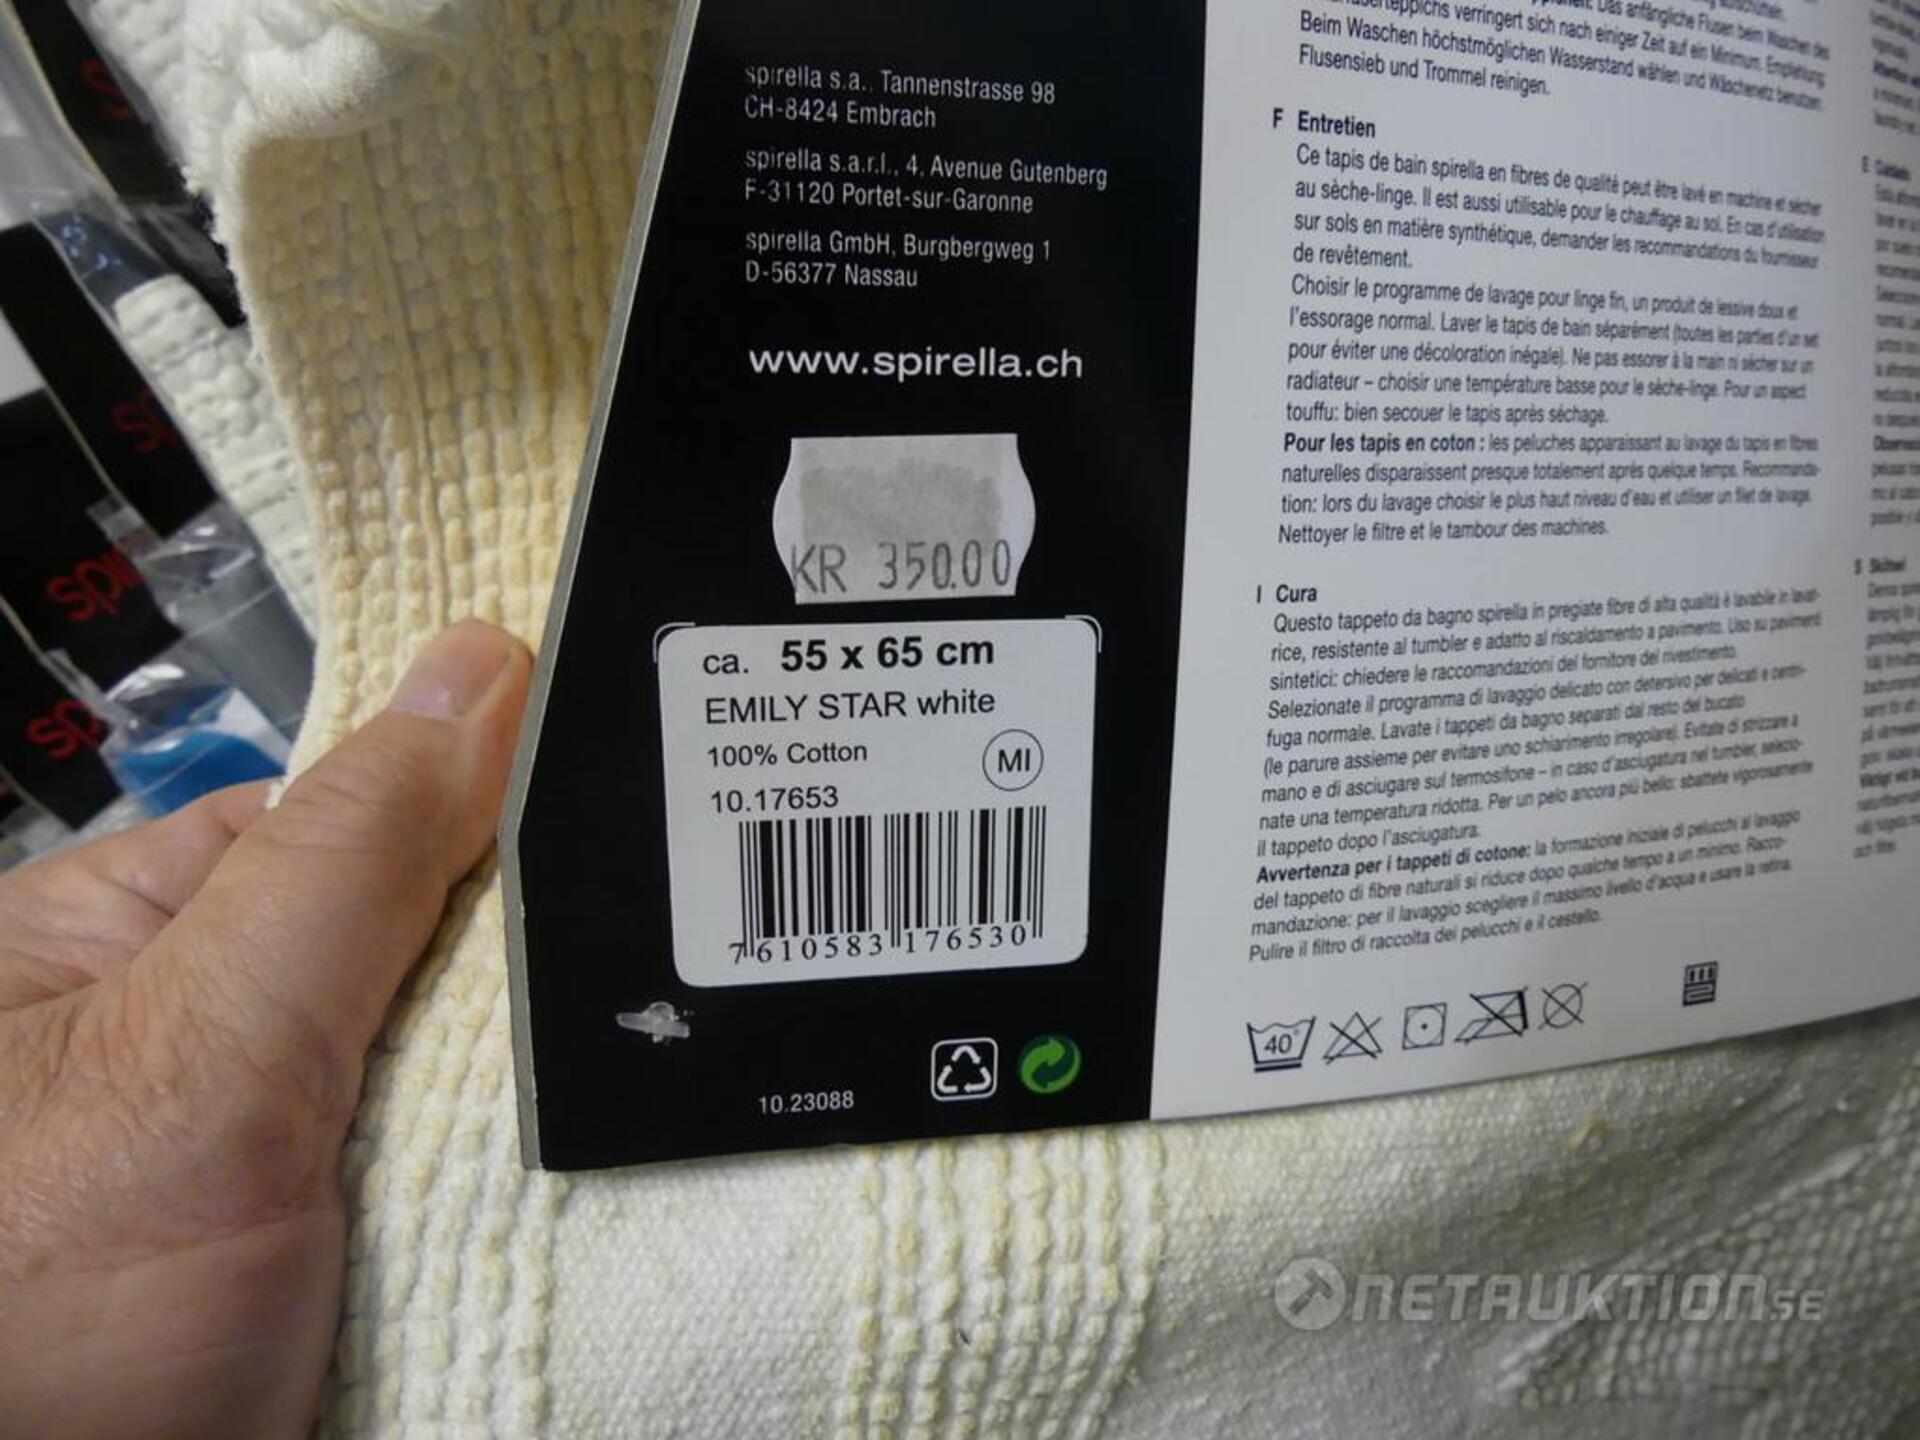 spirella s.a., Tannenstrasse 98
CH-8424 Embrach
spirella s.a.r.l., 4, Avenue Gutenberg
F-31120 Portet-sur-Garonne
spirella GmbH, Burgbergweg 1
D-56377 Nassau
www.spirella.ch
KR 350.00
ca. 55 x 65 cm
EMILY STAR white
100% Cotton
MI
10.17653
7610583176530
10.23088
verringert sich nach einiger Zeit auf ein Minimum. Empfehlung:
Beim Waschen höchstmöglichen Wasserstand wählen und Wäschenetz benutzen.
Flusensieb und Trommel reinigen.
F Entretien
Ce tapis de bain spirella en fibres de qualité peut être lavé en machine et sécher
au sèche-linge. Il est aussi utilisable pour le chauffage au sol. En cas d'utilisation
sur sols en matière synthétique, demander les recommandations du fournisseur
de revêtement.
Choisir le programme de lavage pour linge fin, un produit de lessive doux et
l'essorage normal. Laver le tapis de bain séparément (toutes les parties d'un set
pour éviter une décoloration inégale). Ne pas essorer à la main ni sécher sur un
radiateur – choisir une température basse pour le sèche-linge. Pour un aspect
touffu: bien secouer le tapis après séchage.
Pour les tapis en coton : les peluches apparaissant au lavage du tapis en fibres
naturelles disparaissent presque totalement après quelque temps. Recommanda-
tion: lors du lavage choisir le plus haut niveau d'eau et utiliser un filet de lavage.
Nettoyer le filtre et le tambour des machines.
I Cura
Questo tappeto da bagno spirella in pregiate fibre di alta qualità è lavabile in lavat-
rice, resistente al tumbler e adatto al riscaldamento a pavimento. Uso su pavimenti
sintetici: chiedere le raccomandazioni del fornitore del rivestimento.
Selezionate il programma di lavaggio delicato con detersivo per delicati e centri-
fuga normale. Lavate i tappeti da bagno separati dal resto del bucato
(le parure assieme per evitare uno schiarimento irregolare). Evitate di strizzare a
mano e di asciugare sul termosifone – in caso d'asciugatura nel tumbler, selezio-
nate una temperatura ridotta. Per un pelo ancora più bello: sbattete vigorosamente
il tappeto dopo l'asciugatura.
Avvertenza per i tappeti di cotone: la formazione iniziale di pelucchi al lavaggio
del tappeto di fibre naturali si riduce dopo qualche tempo a un minimo. Racco-
mandazione: per il lavaggio scegliere il massimo livello d'acqua e usare la retina.
Pulire il filtro di raccolta dei pelucchi e il cestello.
40°
S Skötsel
NETAUKTION.SE